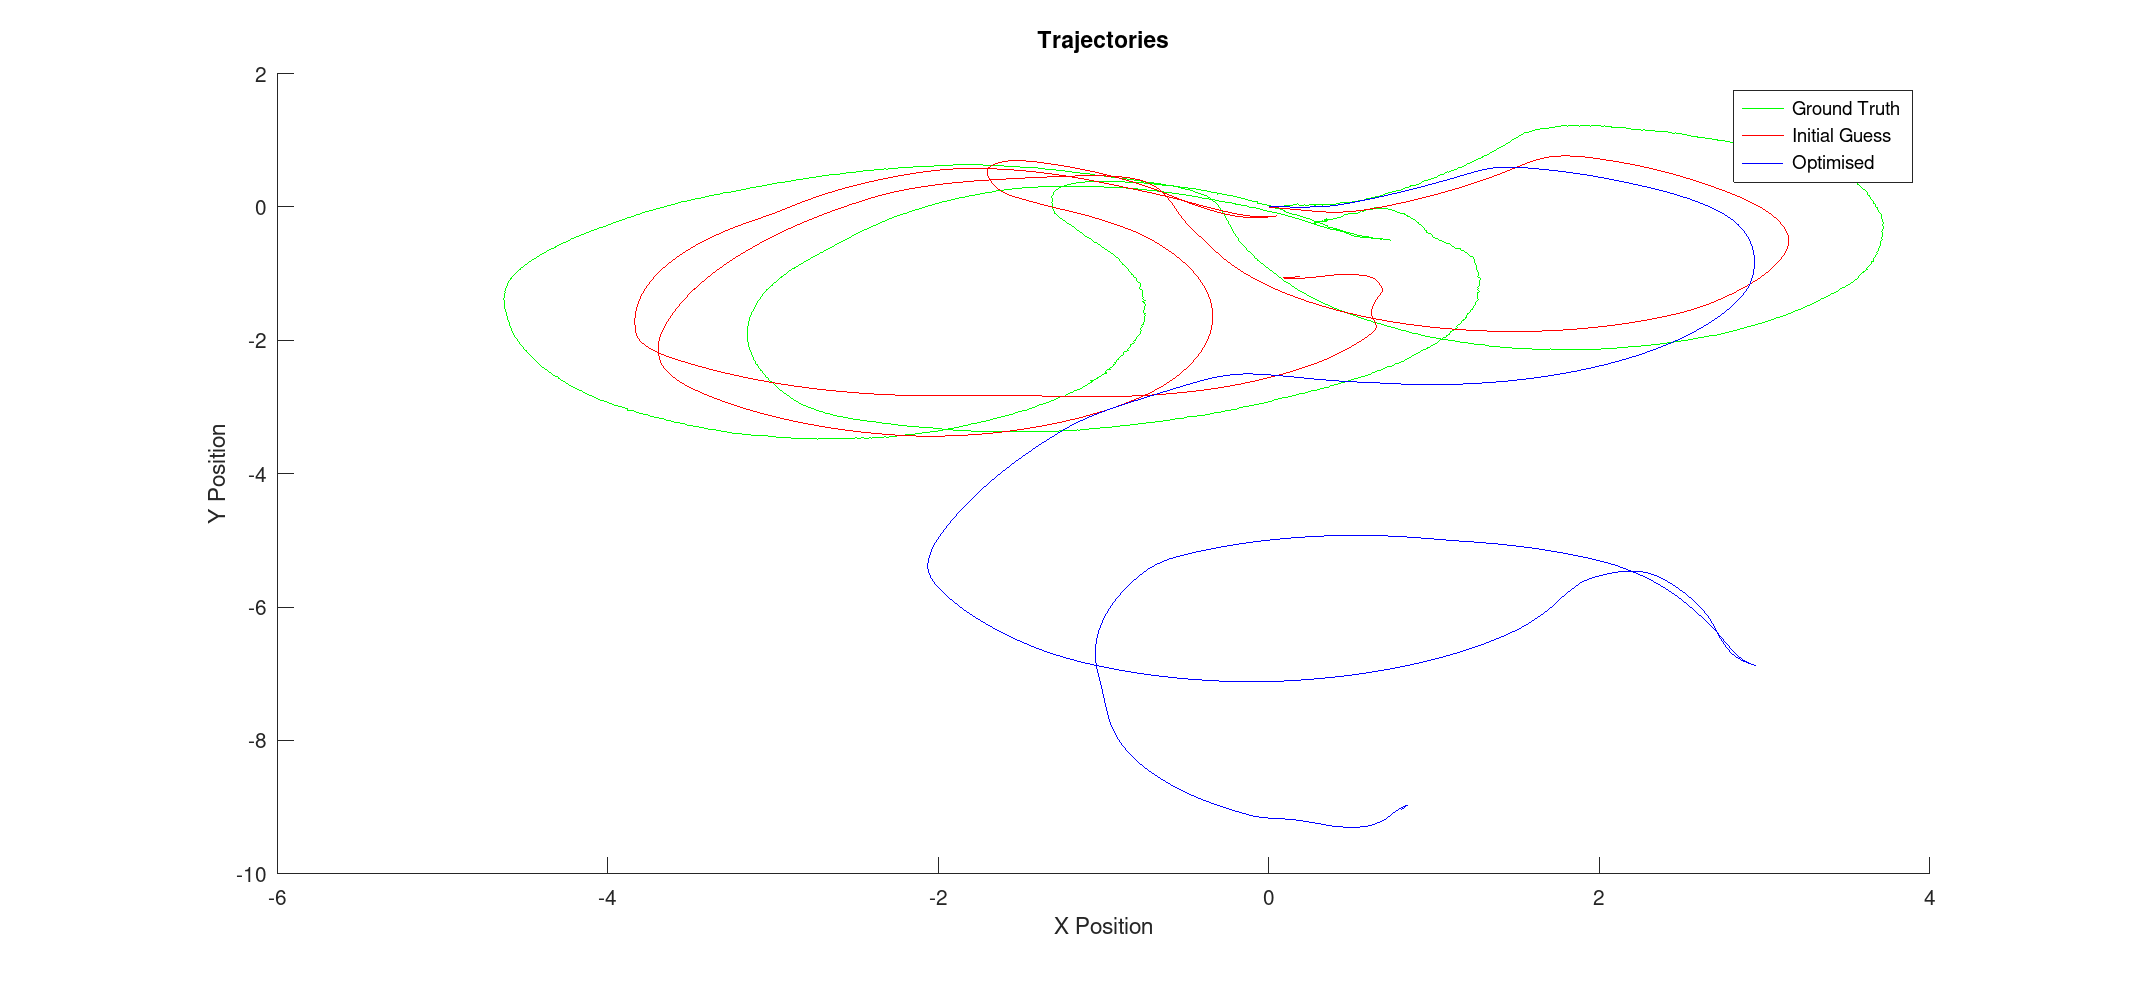 Trajectories
Ground Truth
Initial Guess
Optimised
2
0
-2
-4
-6
-8
-10
Y Position
-6
-4
-2
0
2
4
X Position